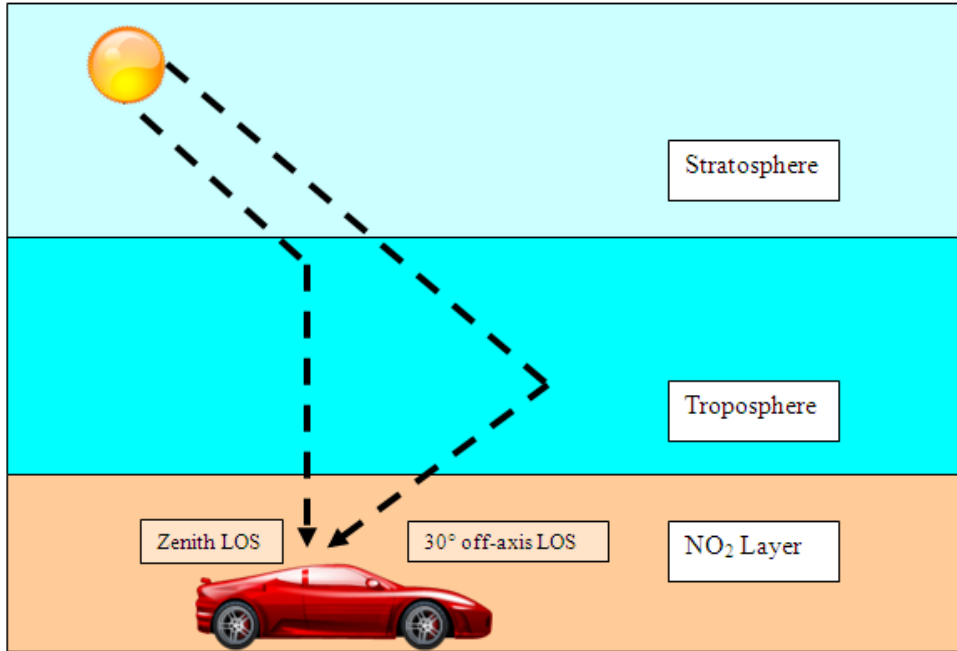 Stratosphere
Troposphere
Zenith LOS
30° off-axis LOS
NO₂ Layer